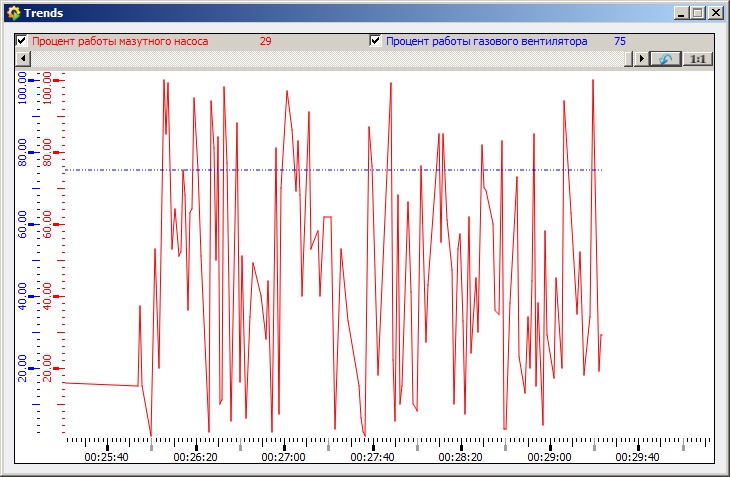 Trends
Процент работы мазутного насоса 29 Процент работы газового вентилятора 75
1:1
100.00 100.00
80.00 80.00
60.00 60.00
40.00 40.00
20.00 20.00
00:25:40 00:26:20 00:27:00 00:27:40 00:28:20 00:29:00 00:29:40